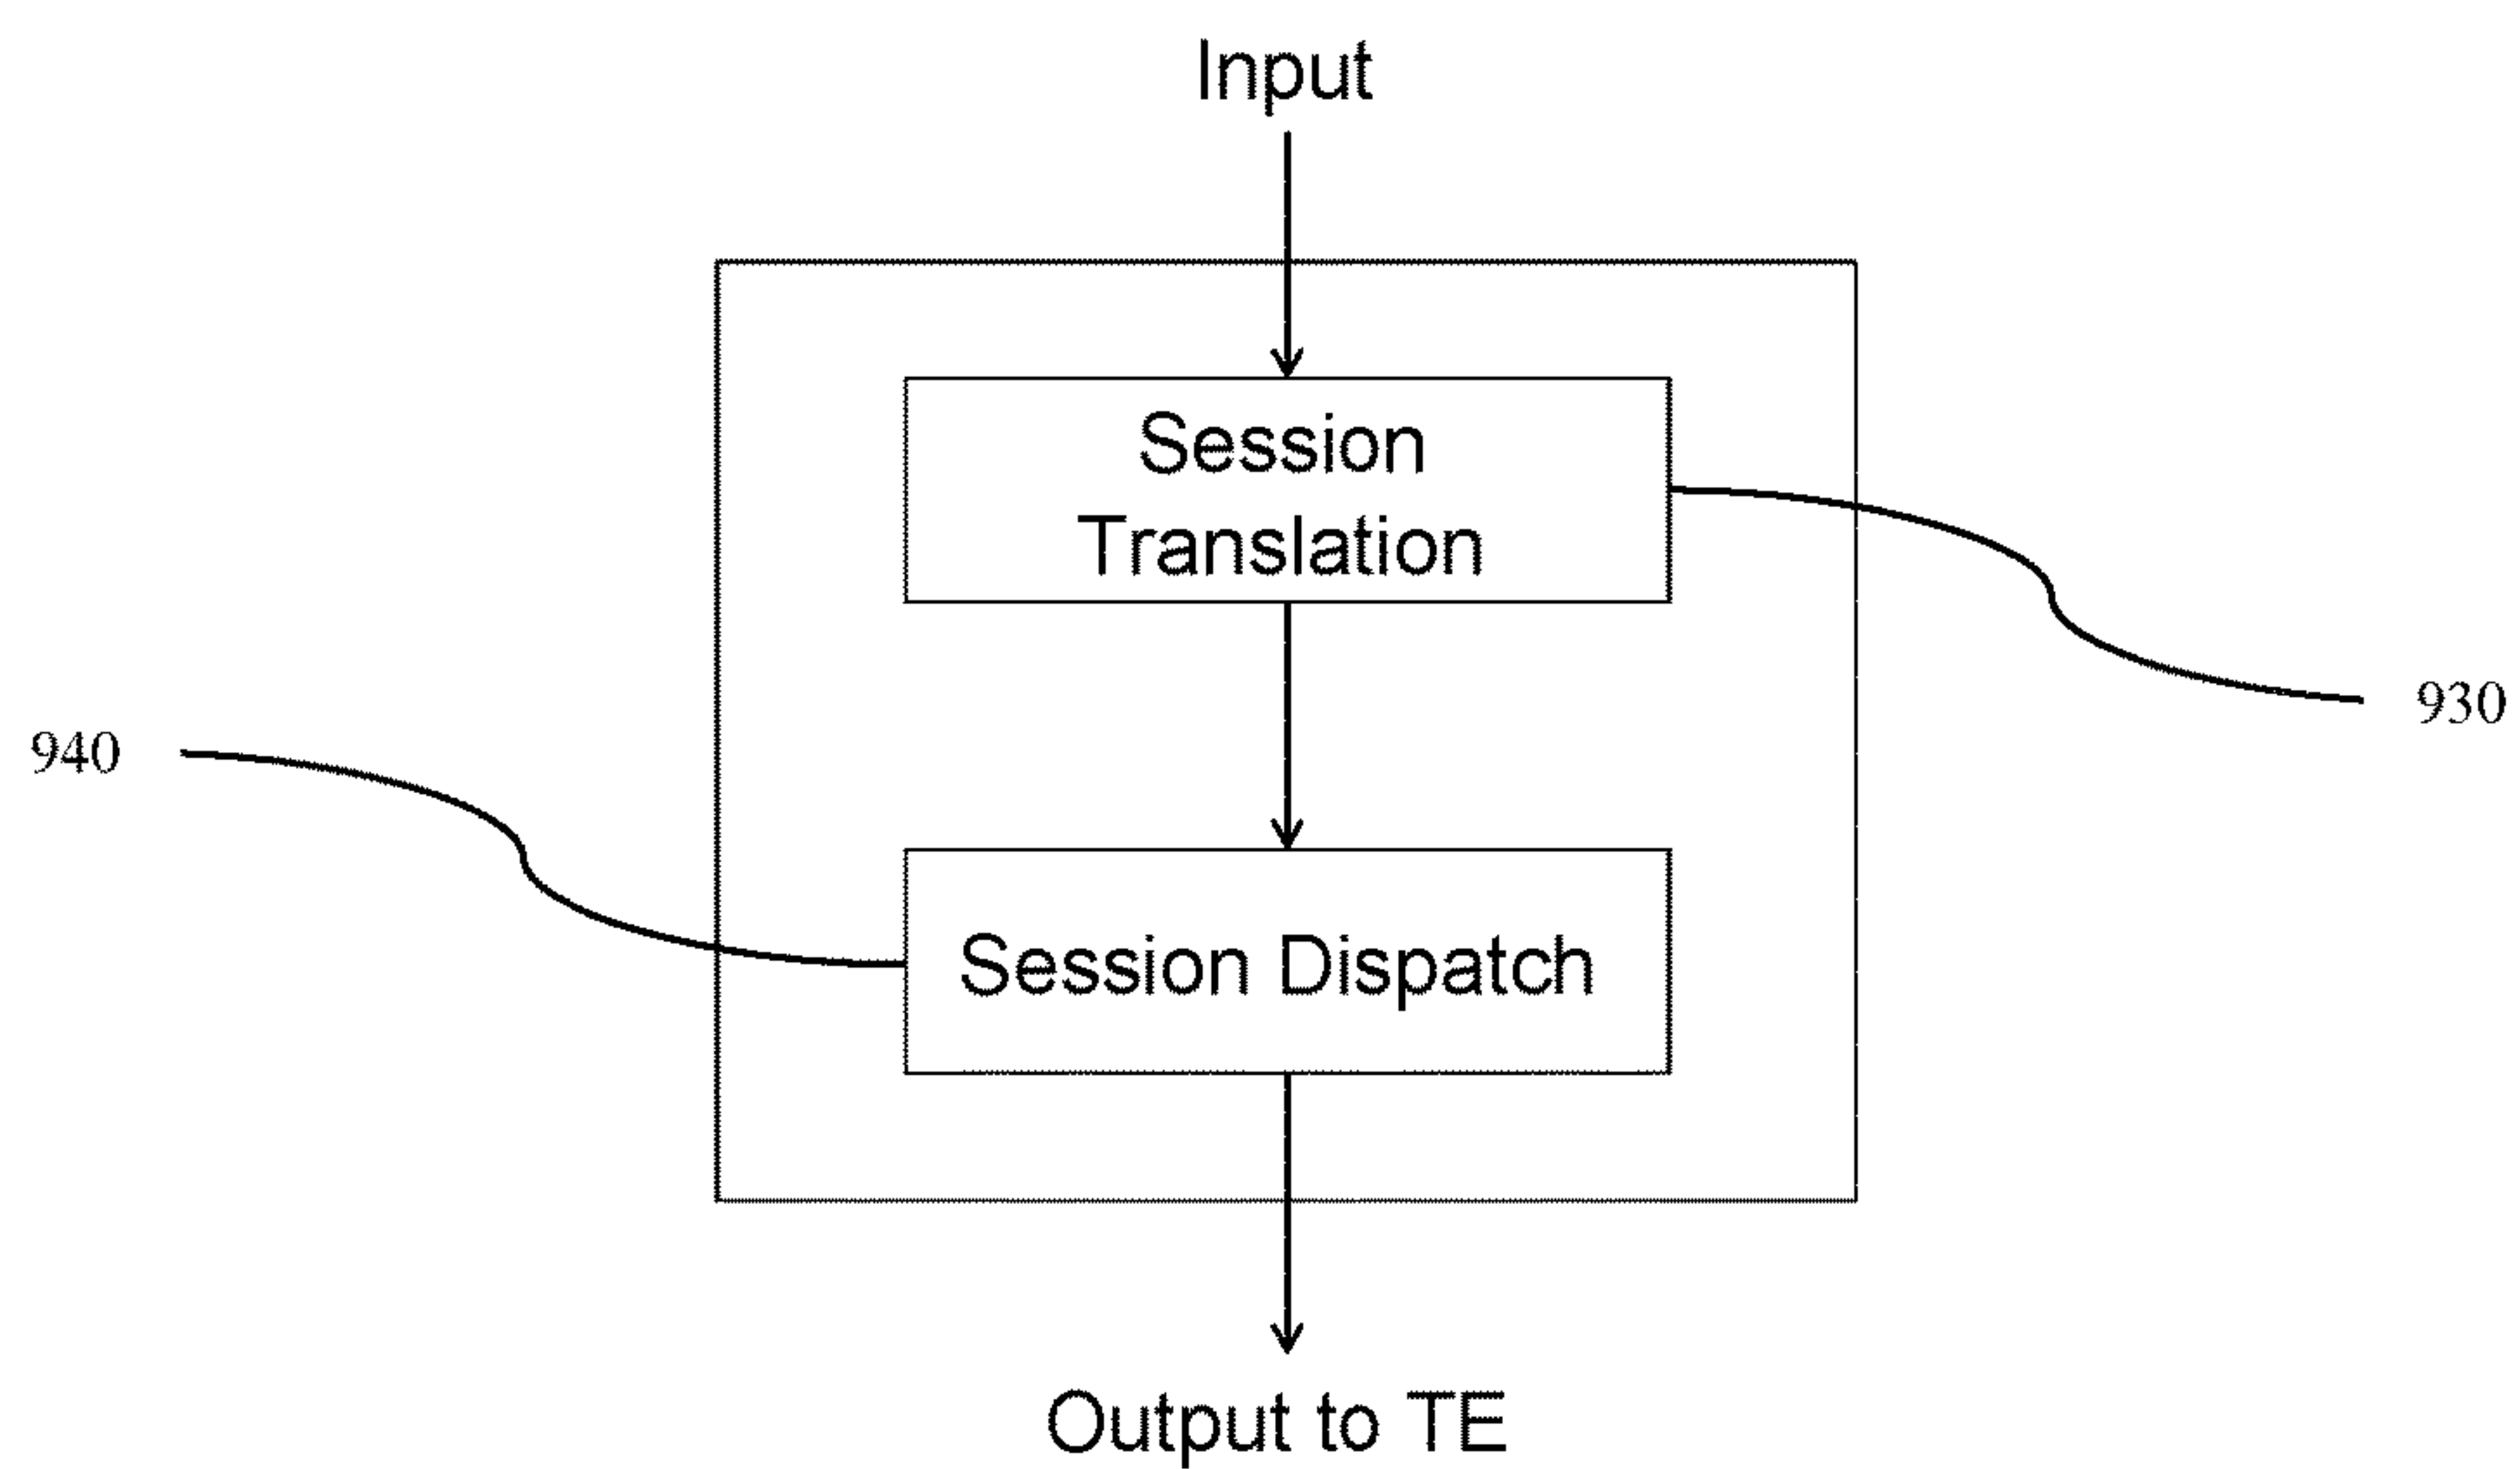 Input
Session
Translation
930
940
Session Dispatch
Output to TE